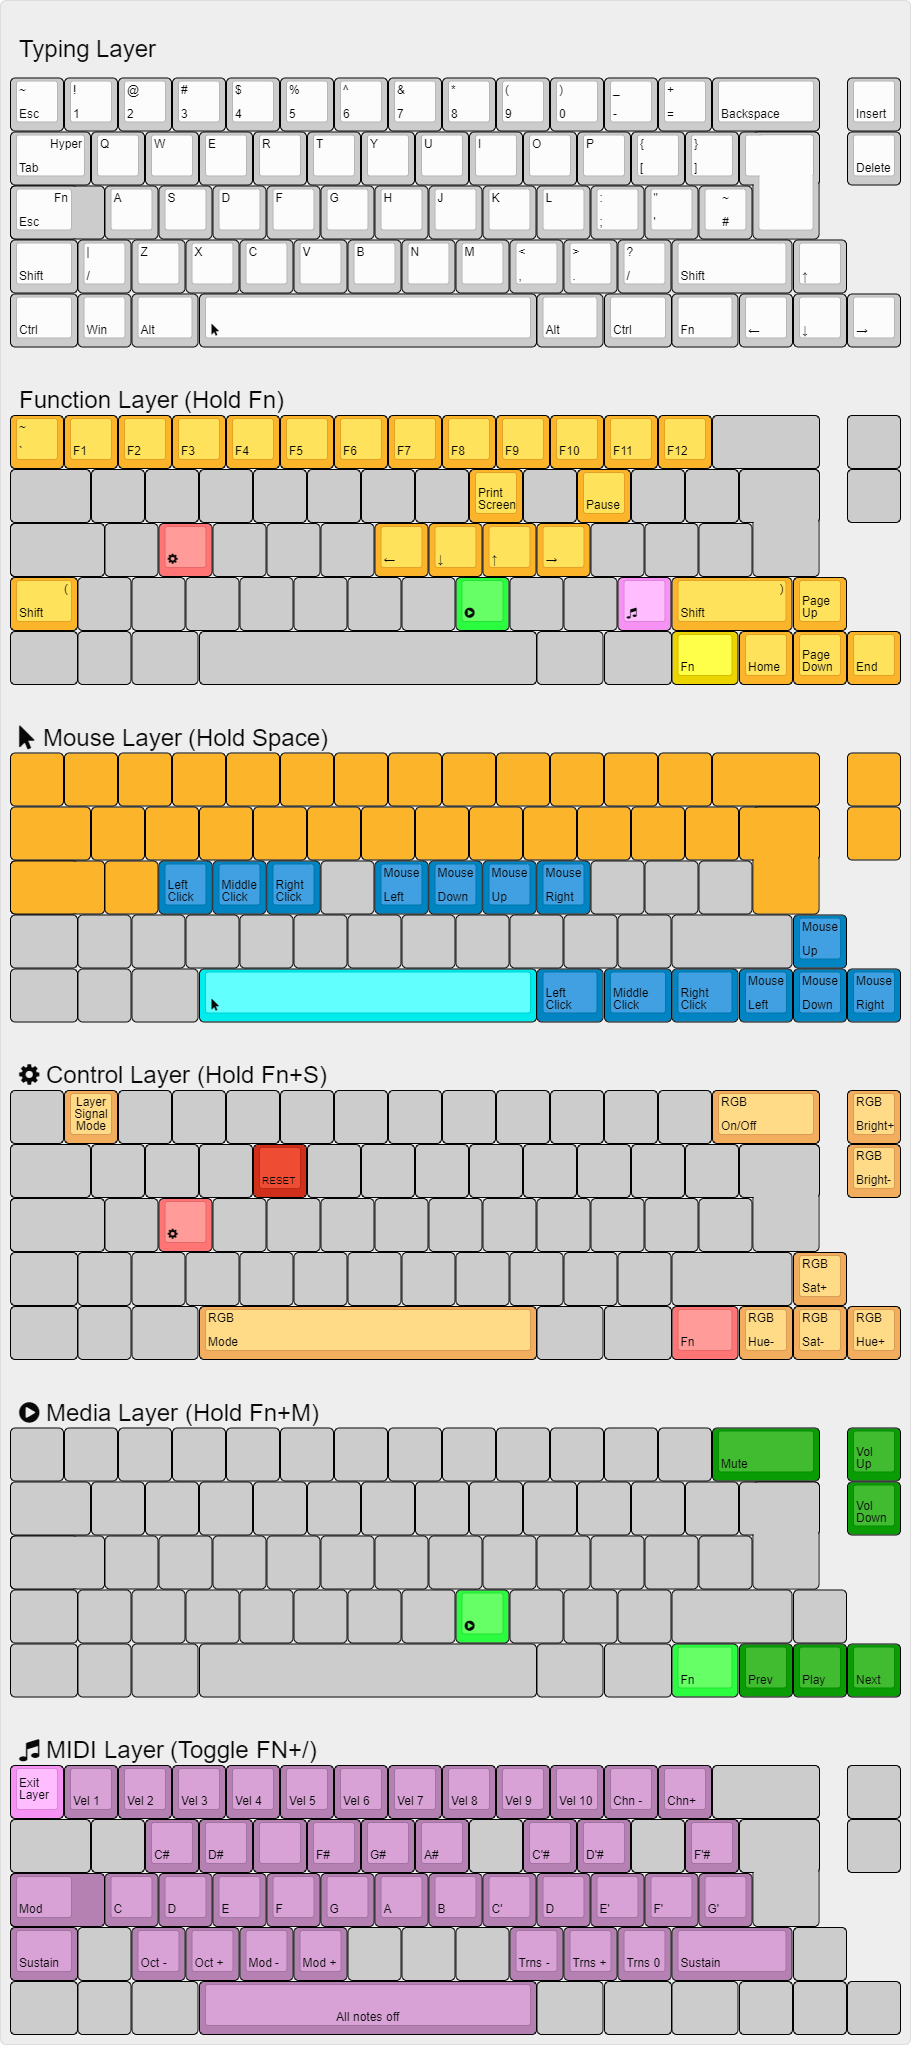 Typing Layer
~ ! @ # $ % ^ & * ( ) _ +
Esc 1 2 3 4 5 6 7 8 9 0 - = Backspace Insert
Hyper Q W E R T Y U I O P { }
Tab [ ] Delete
Fn A S D F G H J K L : " ~
Esc ; ' #
| Z X C V B N M < > ?
Shift / , . / Shift ↑
Ctrl Win Alt Alt Ctrl Fn ← ↓ →
Function Layer (Hold Fn)
~
` F1 F2 F3 F4 F5 F6 F7 F8 F9 F10 F11 F12
Print
Screen Pause
← ↓ ↑ →
( ) Page
Shift Shift Up
Page
Fn Home Down End
Mouse Layer (Hold Space)
Left Middle Right Mouse Mouse Mouse Mouse
Click Click Click Left Down Up Right
Mouse
Up
Left Middle Right Mouse Mouse Mouse
Click Click Click Left Down Right
Control Layer (Hold Fn+S)
Layer RGB RGB
Signal
Mode On/Off Bright+
RGB
RESET Bright-
RGB
Sat+
RGB RGB RGB RGB
Mode Fn Hue- Sat- Hue+
Media Layer (Hold Fn+M)
Vol
Mute Up
Vol
Down
Fn Prev Play Next
MIDI Layer (Toggle FN+/)
Exit
Layer Vel 1 Vel 2 Vel 3 Vel 4 Vel 5 Vel 6 Vel 7 Vel 8 Vel 9 Vel 10 Chn - Chn+
C# D# F# G# A# C'# D'# F'#
Mod C D E F G A B C' D E' F' G'
Sustain Oct - Oct + Mod - Mod + Trns - Trns + Trns 0 Sustain
All notes off